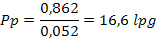 Pp = 0,862 / 0,052 = 16,6 lpg